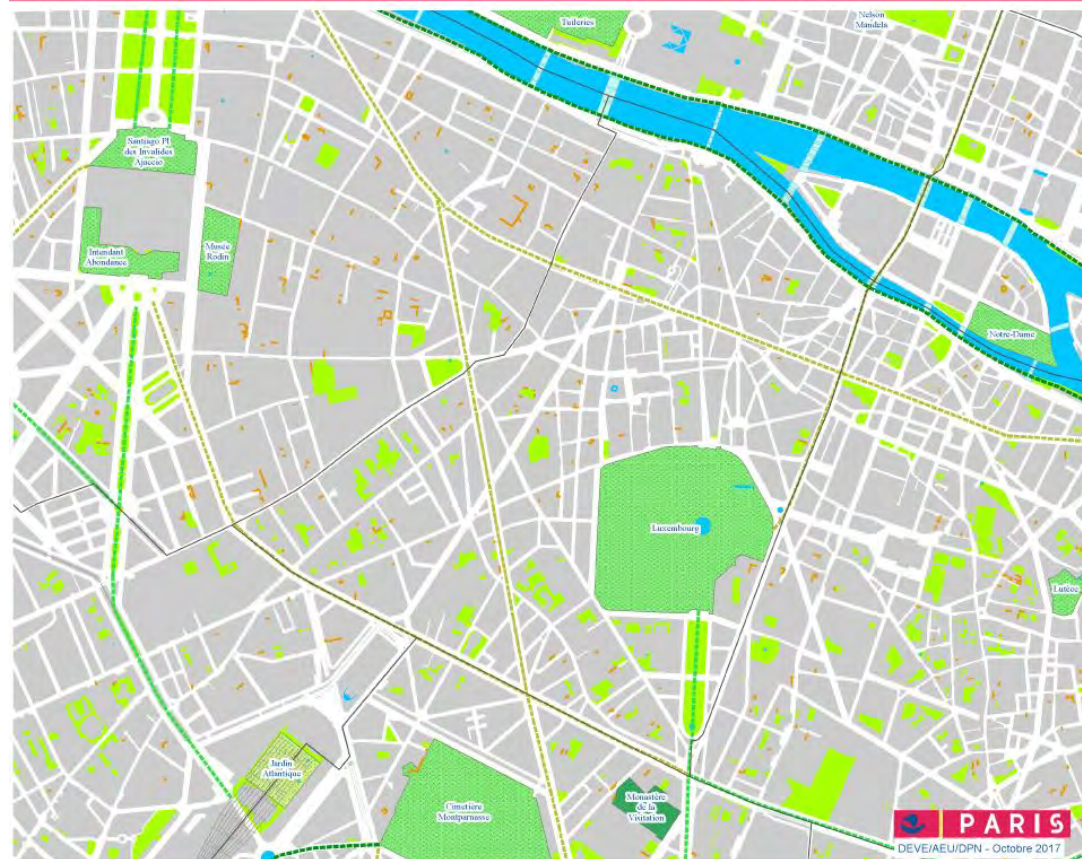 Tuileries
Nelson
Mandela
Santiago Pl
des Invalides
Ajaccio
Intendant
Abondance
Musée
Rodin
Notre-Dame
Luxembourg
Lutèce
Jardin
Atlantique
Cimetière
Montparnasse
Monastère
de la
Visitation
PARIS
DEVE/AEU/DPN - Octobre 2017